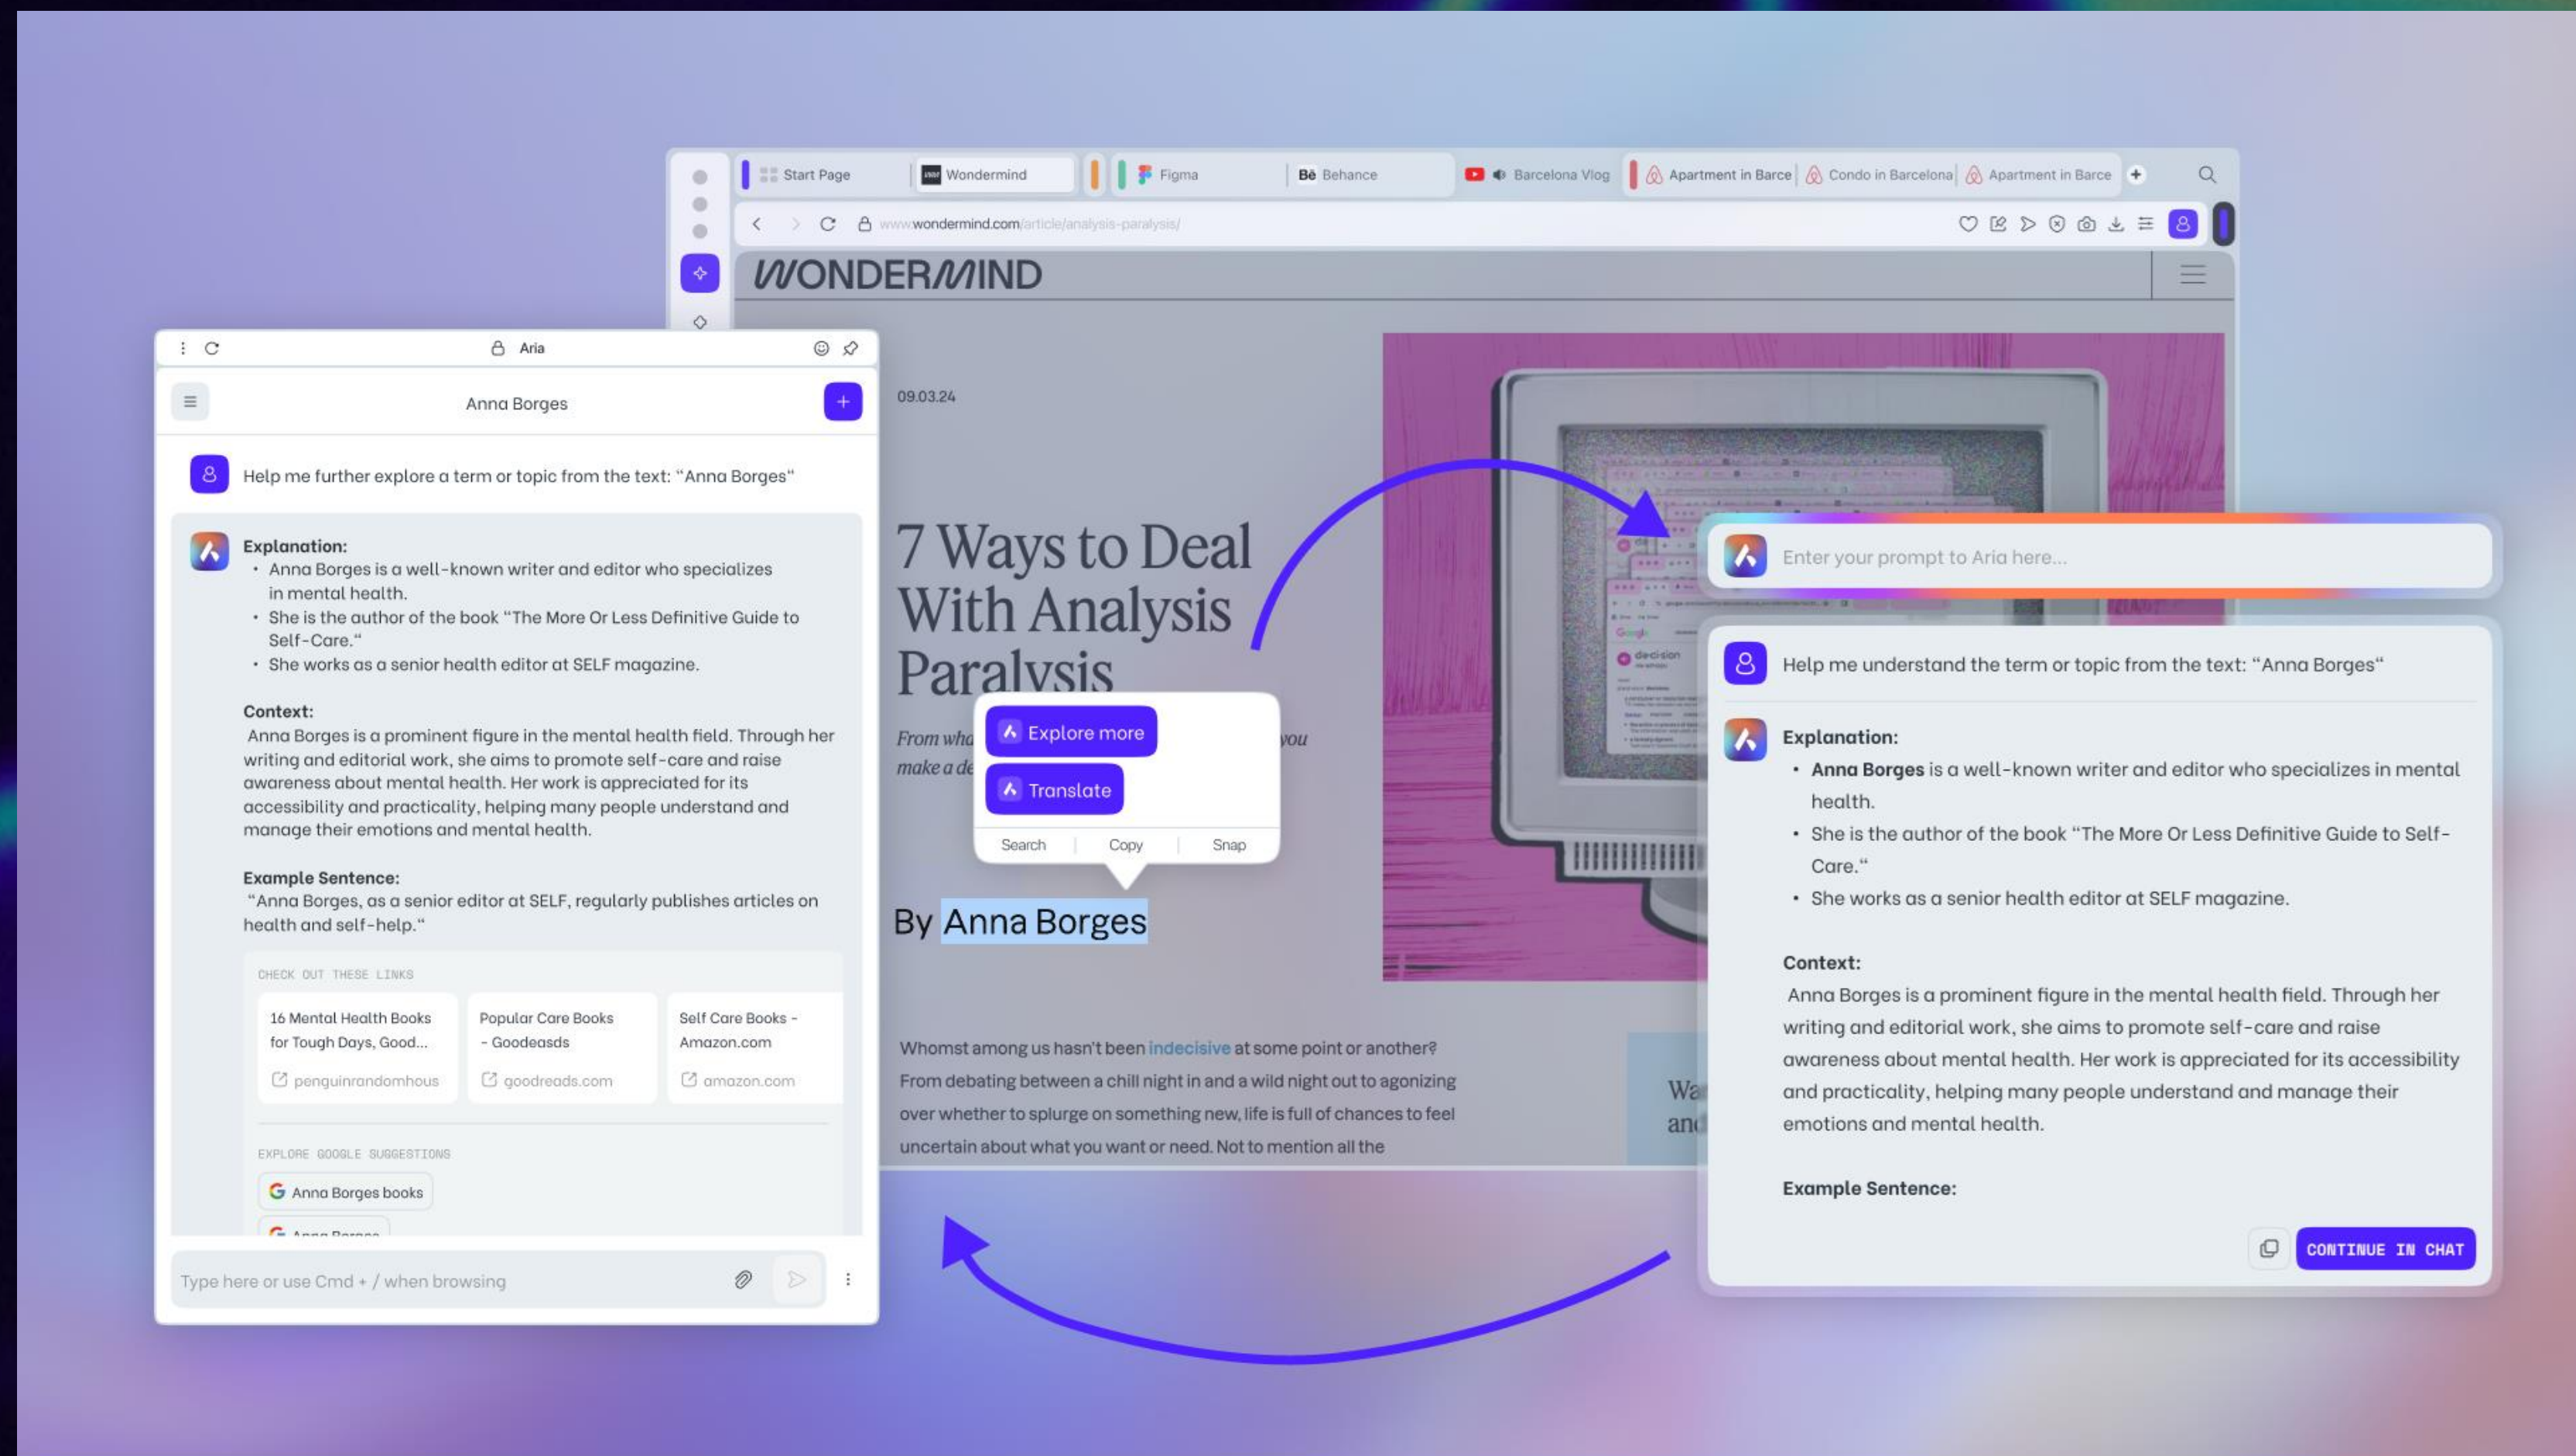 Start Page
Wondermind
Figma
Bē Behance
Barcelona Vlog
Apartment in Barce
Condo in Barcelona
Apartment in Barce
www.wondermind.com/article/analysis-paralysis/
WONDERMIND
09.03.24
7 Ways to Deal
With Analysis
Paralysis
From wha
you
make a de
Explore more
Translate
Search
Copy
Snap
By Anna Borges
Whomst among us hasn't been indecisive at some point or another?
From debating between a chill night in and a wild night out to agonizing
over whether to splurge on something new, life is full of chances to feel
uncertain about what you want or need. Not to mention all the
Wa
and
Google
decision
Aria
Anna Borges
Help me further explore a term or topic from the text: “Anna Borges“
Explanation:
• Anna Borges is a well-known writer and editor who specializes
in mental health.
• She is the author of the book “The More Or Less Definitive Guide to
Self-Care.“
• She works as a senior health editor at SELF magazine.
Context:
Anna Borges is a prominent figure in the mental health field. Through her
writing and editorial work, she aims to promote self-care and raise
awareness about mental health. Her work is appreciated for its
accessibility and practicality, helping many people understand and
manage their emotions and mental health.
Example Sentence:
“Anna Borges, as a senior editor at SELF, regularly publishes articles on
health and self-help.“
CHECK OUT THESE LINKS
16 Mental Health Books
for Tough Days, Good...
penguinrandomhous
Popular Care Books
- Goodeasds
goodreads.com
Self Care Books -
Amazon.com
amazon.com
EXPLORE GOOGLE SUGGESTIONS
Anna Borges books
Anna Borges
Type here or use Cmd + / when browsing
Enter your prompt to Aria here...
Help me understand the term or topic from the text: “Anna Borges“
Explanation:
• Anna Borges is a well-known writer and editor who specializes in mental
health.
• She is the author of the book “The More Or Less Definitive Guide to Self-
Care.“
• She works as a senior health editor at SELF magazine.
Context:
Anna Borges is a prominent figure in the mental health field. Through her
writing and editorial work, she aims to promote self-care and raise
awareness about mental health. Her work is appreciated for its accessibility
and practicality, helping many people understand and manage their
emotions and mental health.
Example Sentence:
CONTINUE IN CHAT